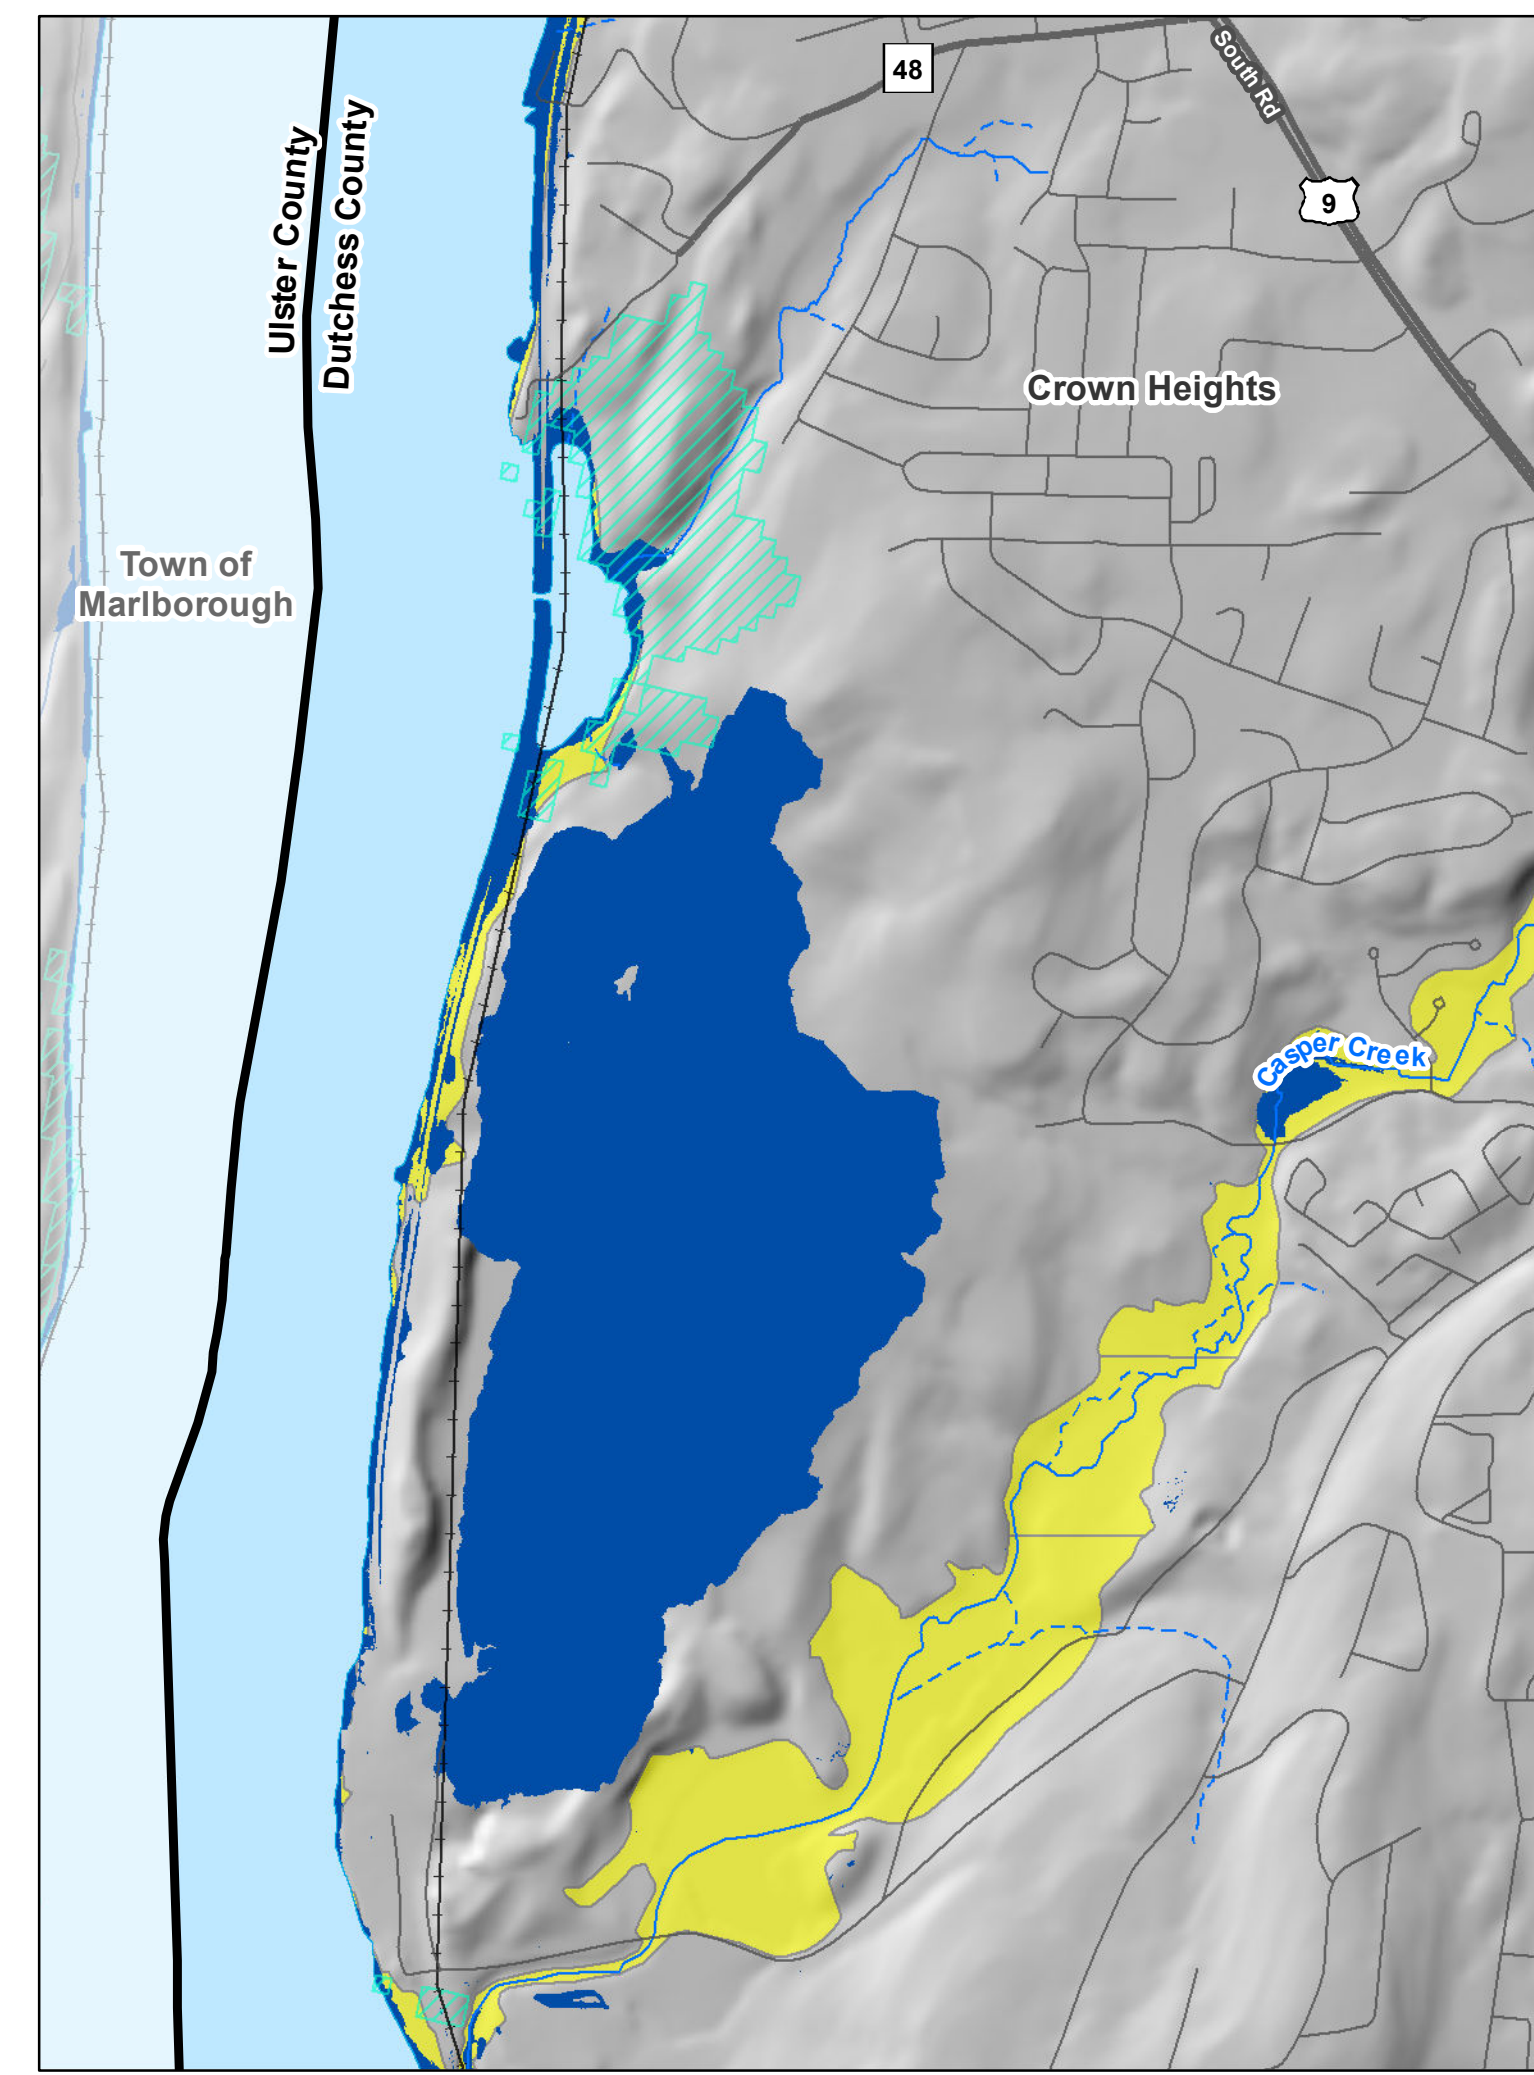 48
South Rd
9
Ulster County
Dutchess County
Crown Heights
Town of
Marlborough
Casper Creek